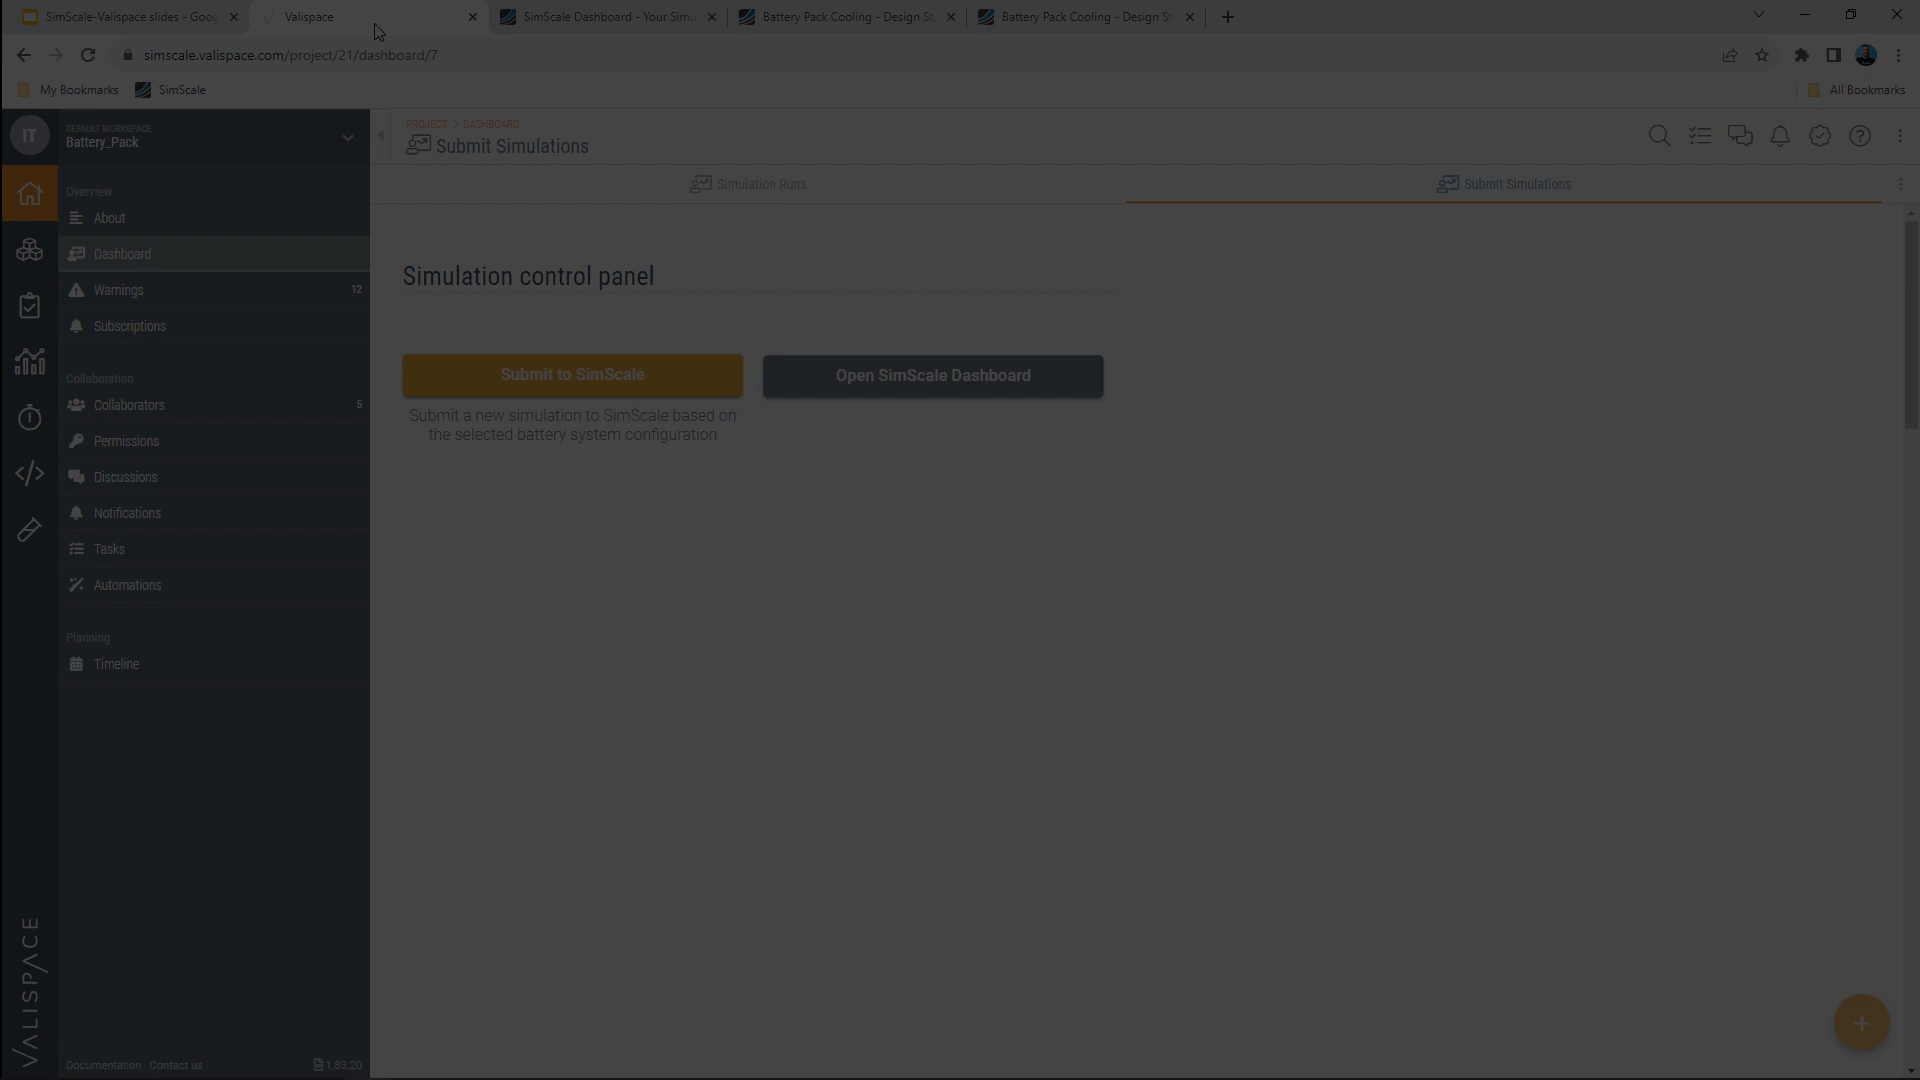 SimScale-Valispace slides - Goog
Valispace
SimScale Dashboard - Your Simu
Battery Pack Cooling - Design St
Battery Pack Cooling - Design St
simscale.valispace.com/project/21/dashboard/7
My Bookmarks
SimScale
All Bookmarks
IT
DEFAULT WORKSPACE
Battery_Pack
PROJECT > DASHBOARD
Submit Simulations
Simulation Runs
Submit Simulations
Overview
About
Dashboard
Warnings 12
Subscriptions
Collaboration
Collaborators 5
Permissions
Discussions
Notifications
Tasks
Automations
Planning
Timeline
Simulation control panel
Submit to SimScale
Open SimScale Dashboard
Submit a new simulation to SimScale based on
the selected battery system configuration
VALISPACE
Documentation Contact us 1.83.20